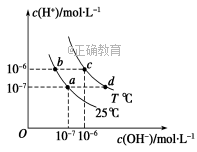 c(H⁺)/mol·L⁻¹
©正确教育
10⁻⁶
b
c
10⁻⁷
a
d
T ℃
25℃
O
10⁻⁷ 10⁻⁶
c(OH⁻)/mol·L⁻¹